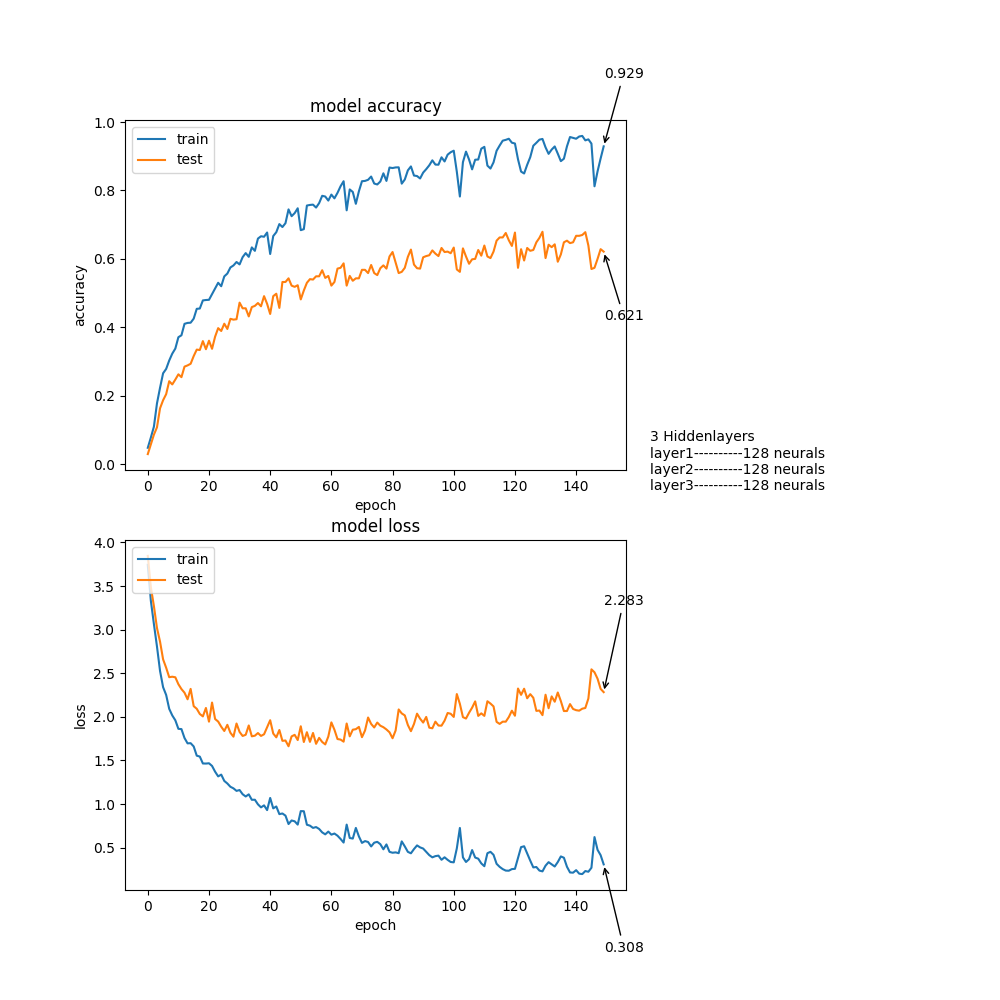 0.929
model accuracy
1.0
0.8
0.6
0.4
0.2
0.0
accuracy
train
test
0.621
0 20 40 60 80 100 120 140
epoch
3 Hiddenlayers
layer1----------128 neurals
layer2----------128 neurals
layer3----------128 neurals
model loss
4.0
3.5
3.0
2.5
2.0
1.5
1.0
0.5
loss
train
test
2.283
0 20 40 60 80 100 120 140
epoch
0.308